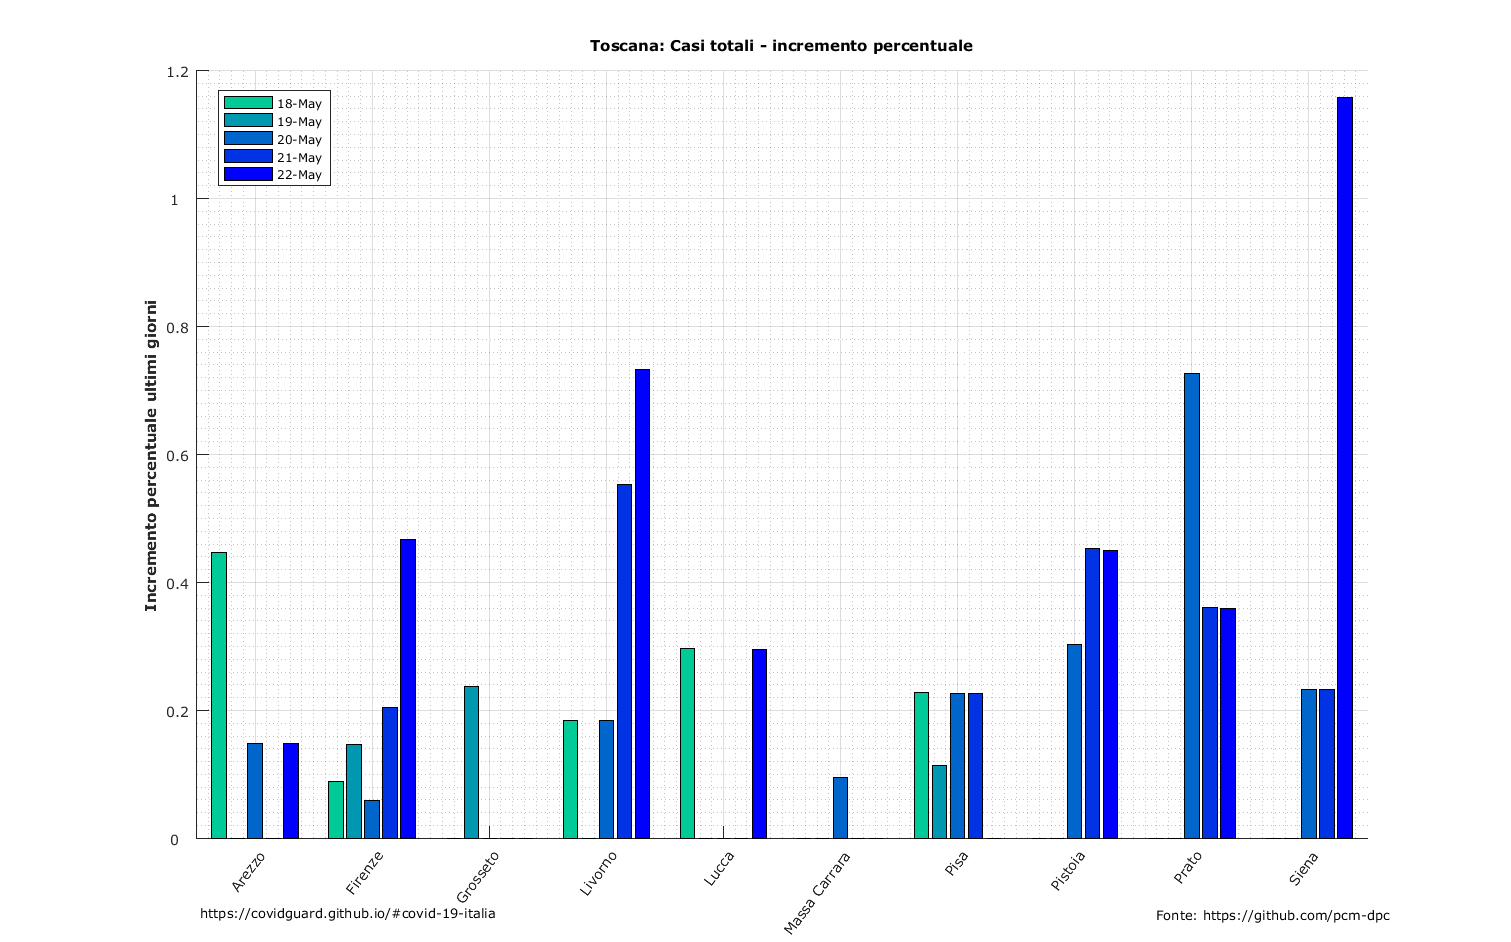 Toscana: Casi totali - incremento percentuale
Incremento percentuale ultimi giorni
1.2
1
0.8
0.6
0.4
0.2
0
18-May
19-May
20-May
21-May
22-May
Arezzo
Firenze
Grosseto
Livorno
Lucca
Massa Carrara
Pisa
Pistoia
Prato
Siena
https://covidguard.github.io/#covid-19-italia
Fonte: https://github.com/pcm-dpc